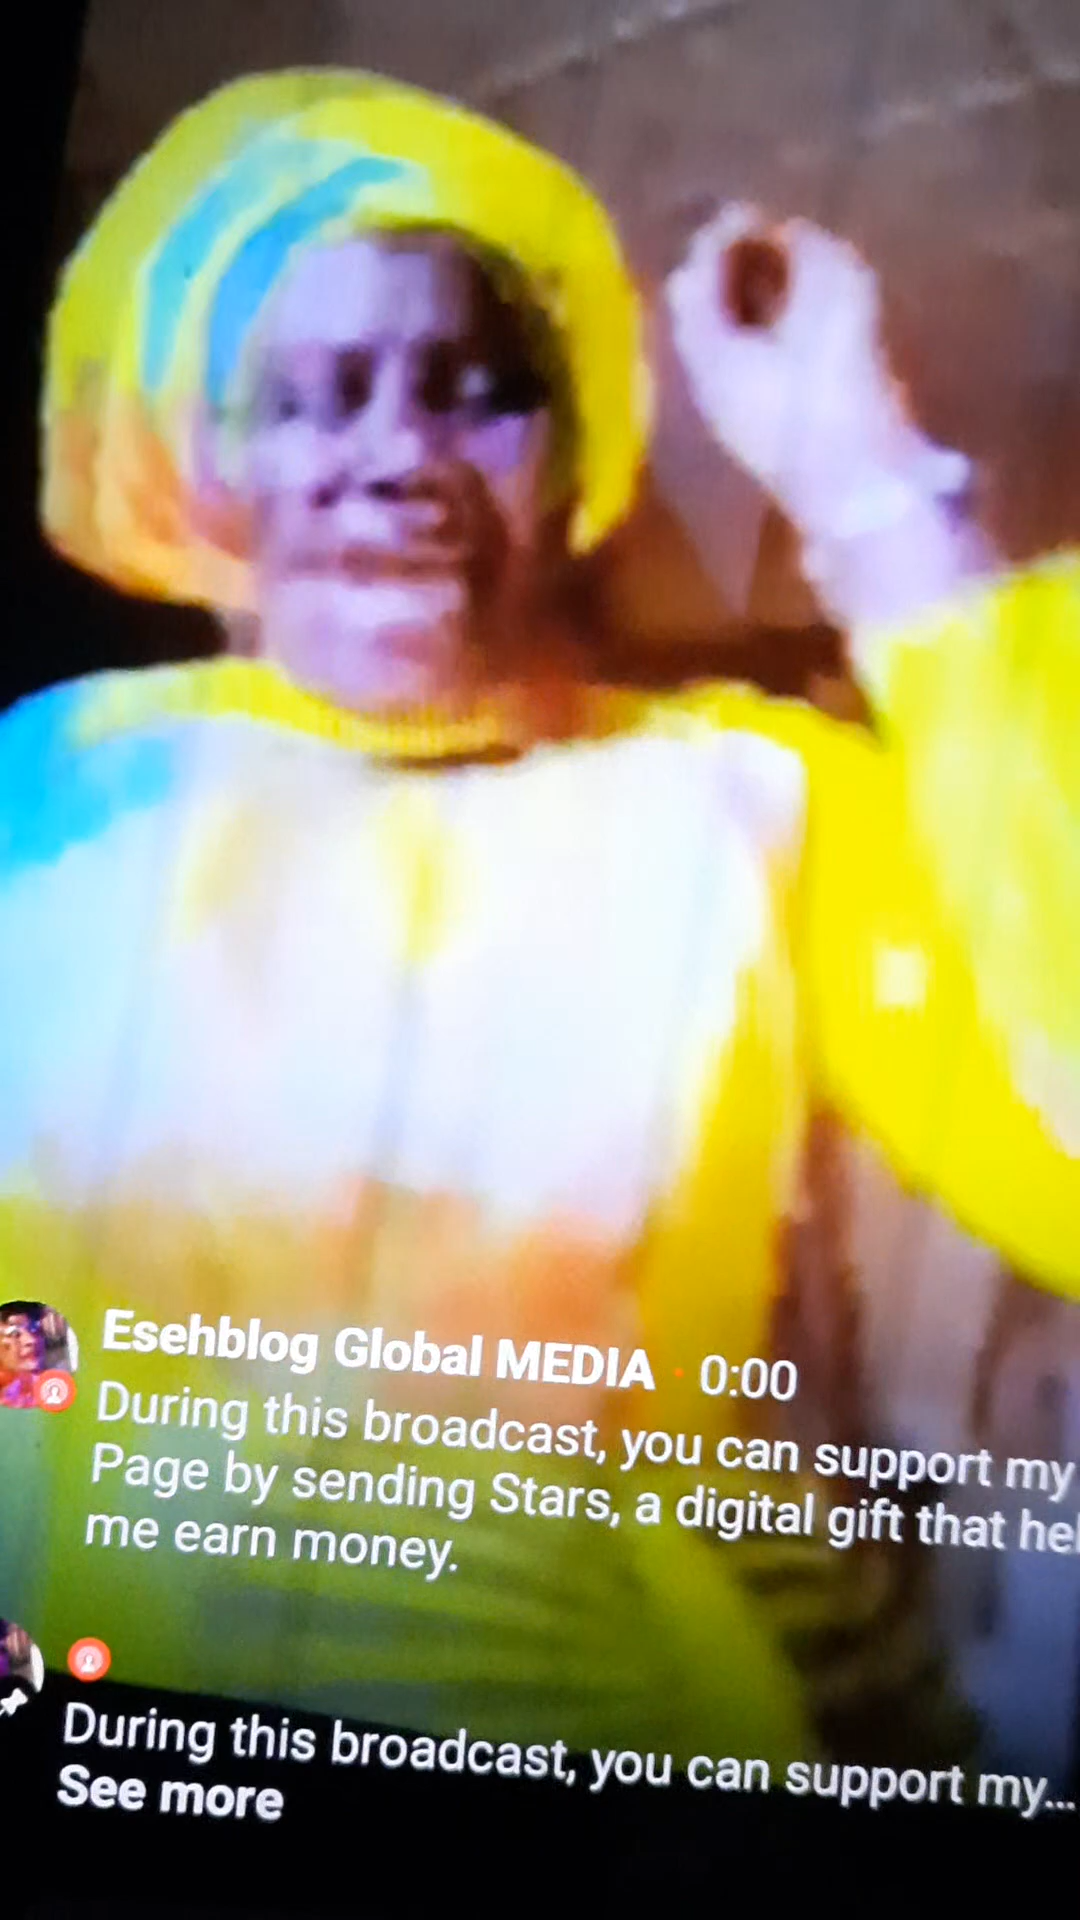 Esehblog Global MEDIA · 0:00
During this broadcast, you can support my
Page by sending Stars, a digital gift that hel
me earn money.
During this broadcast, you can support my...
See more